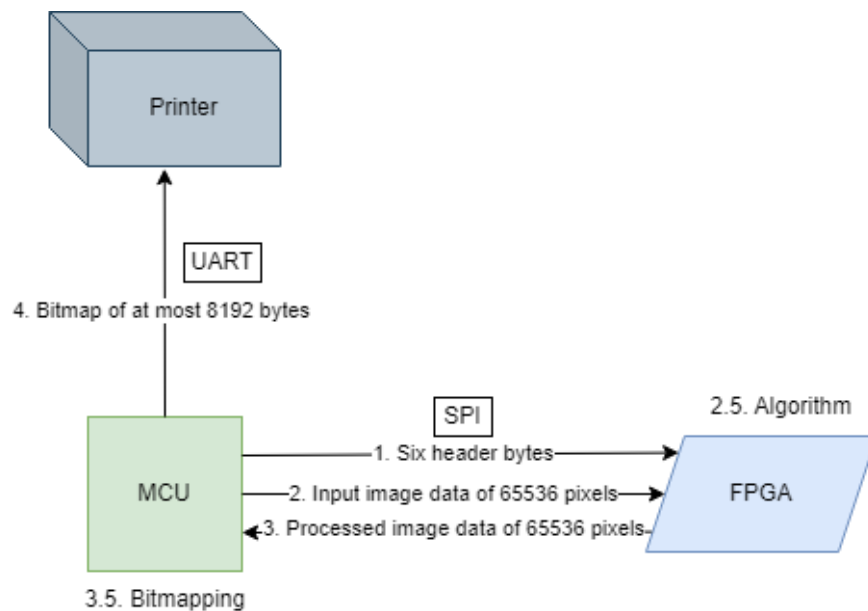 Printer
UART
4. Bitmap of at most 8192 bytes
SPI
2.5. Algorithm
1. Six header bytes
MCU
2. Input image data of 65536 pixels
FPGA
3. Processed image data of 65536 pixels
3.5. Bitmapping